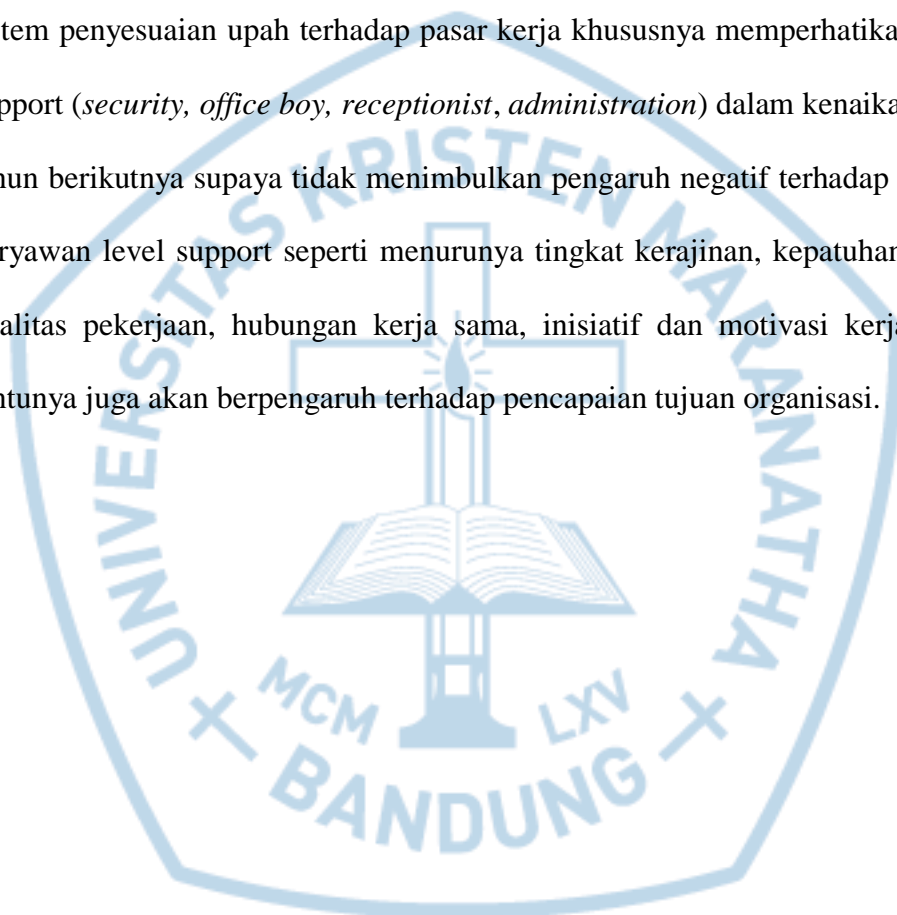 tem penyesuaian upah terhadap pasar kerja khususnya memperhatika
pport (security, office boy, receptionist, administration) dalam kenaika
hun berikutnya supaya tidak menimbulkan pengaruh negatif terhadap
ryawan level support seperti menurunya tingkat kerajinan, kepatuhan
alitas pekerjaan, hubungan kerja sama, inisiatif dan motivasi kerja
ntunya juga akan berpengaruh terhadap pencapaian tujuan organisasi.
UNIVERSITAS KRISTEN MARANATHA
MCM LXV
BANDUNG